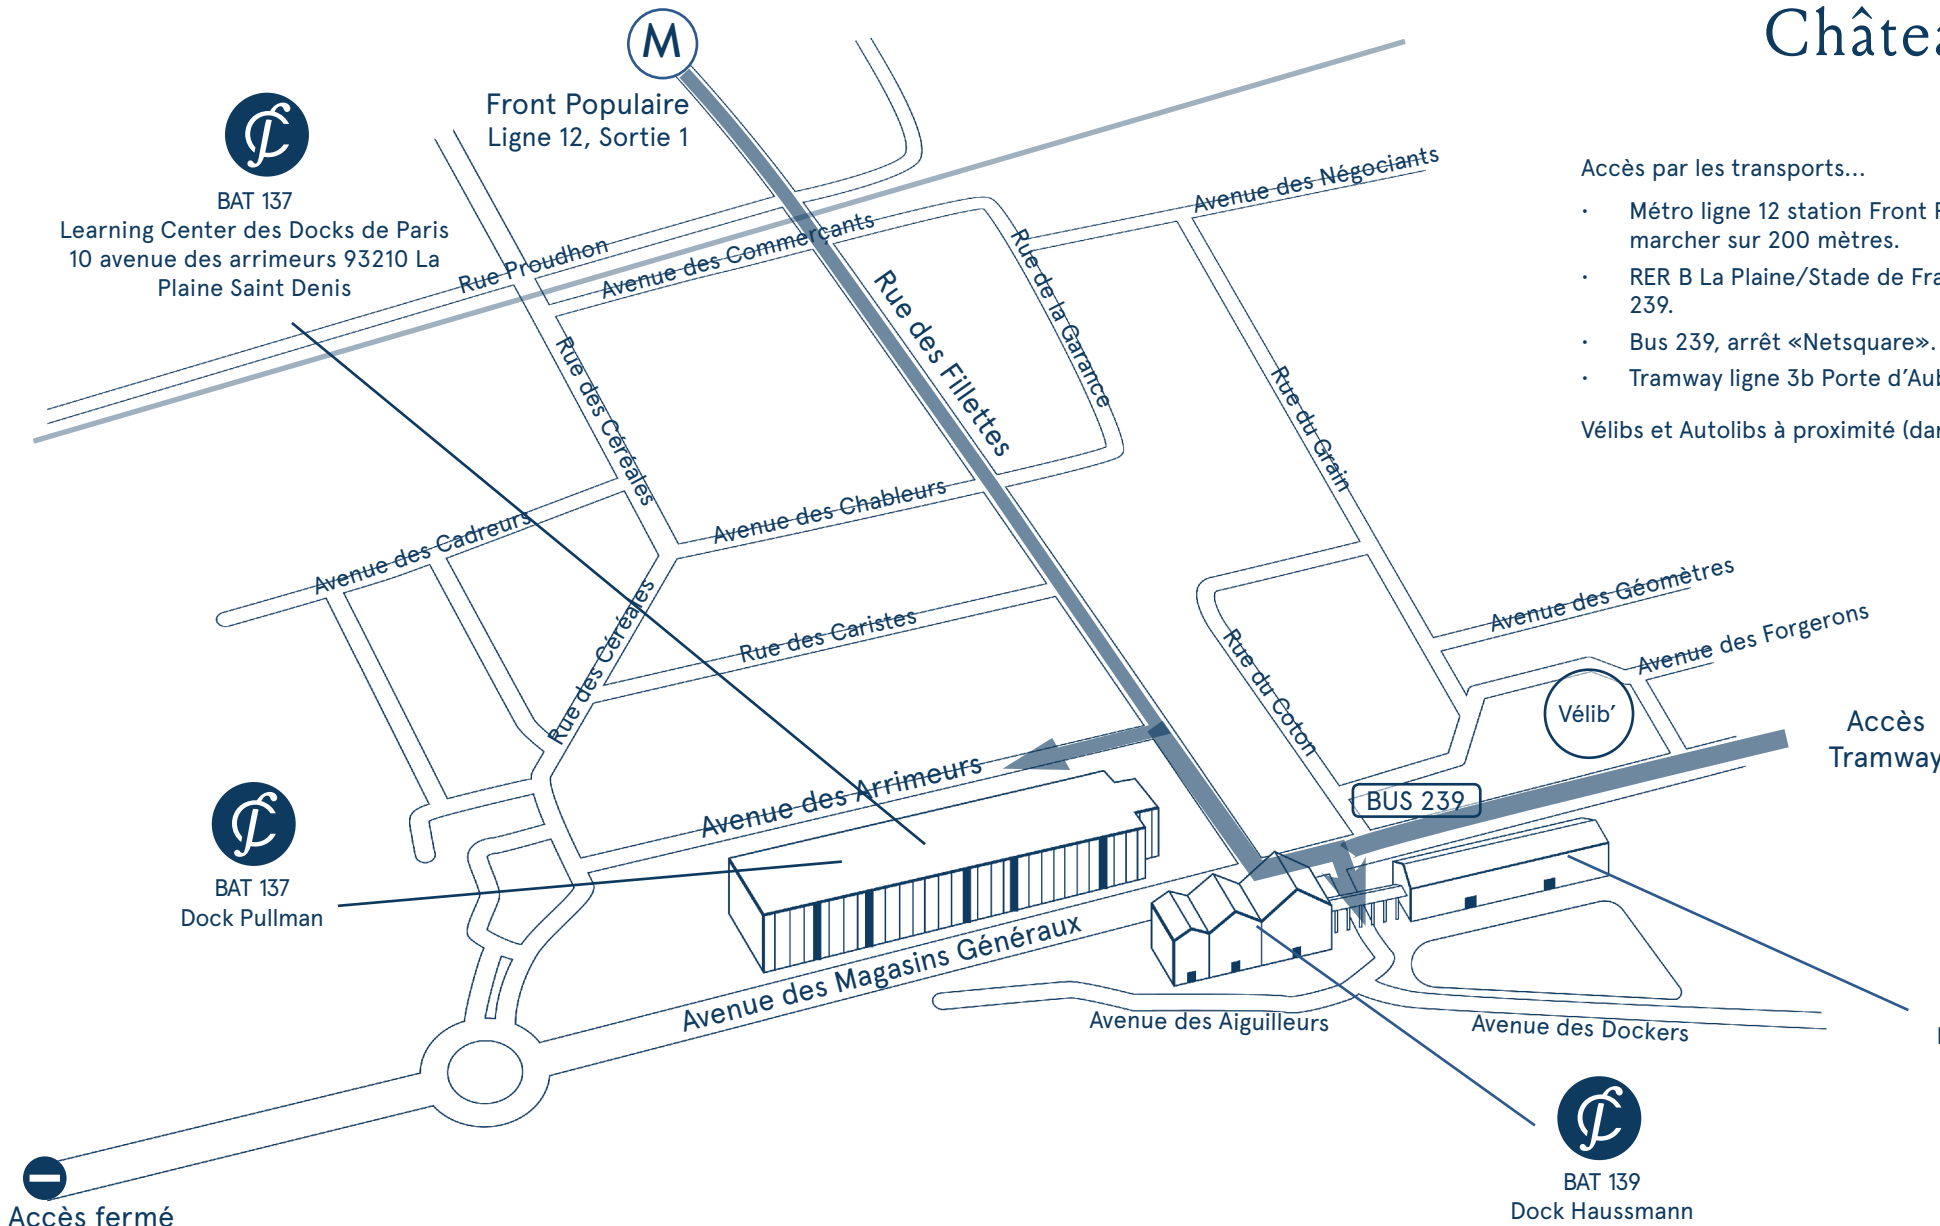 Châtea
M
Front Populaire
Ligne 12, Sortie 1
BAT 137
Learning Center des Docks de Paris
10 avenue des arrimeurs 93210 La
Plaine Saint Denis
Accès par les transports...
· Métro ligne 12 station Front P
marcher sur 200 mètres.
· RER B La Plaine/Stade de Fra
239.
· Bus 239, arrêt «Netsquare».
· Tramway ligne 3b Porte d’Aub
Vélibs et Autolibs à proximité (dan
Rue Proudhon
Avenue des Commerçants
Avenue des Négociants
Rue des Fillettes
Rue de la Garance
Rue des Céréales
Rue du Grain
Avenue des Chableurs
Avenue des Cadreurs
Rue des Céréales
Rue des Caristes
Avenue des Géomètres
Avenue des Forgerons
Rue du Coton
Vélib’
Accès
Tramway
Avenue des Arrimeurs
BUS 239
BAT 137
Dock Pullman
Avenue des Magasins Généraux
Avenue des Aiguilleurs
Avenue des Dockers
BAT 139
Dock Haussmann
Accès fermé